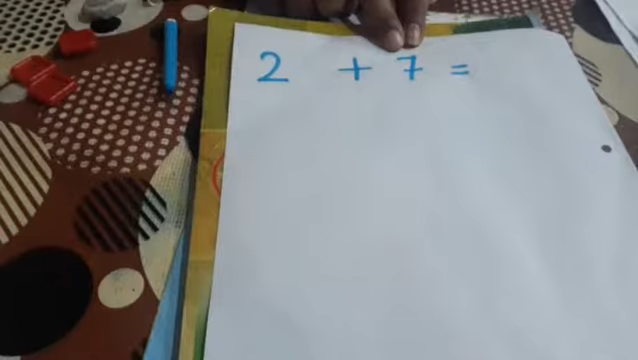 2 + 7 =